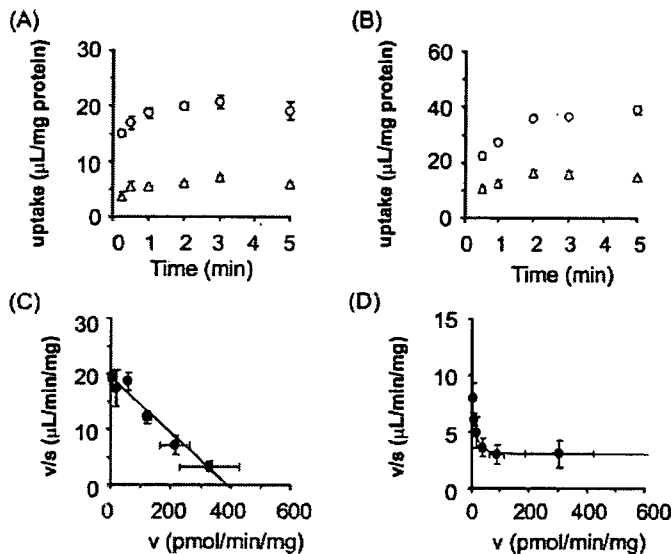 (A)
30
20
10
0
uptake (µL/mg protein)
0 1 2 3 4 5
Time (min)
(B)
60
40
20
0
uptake (µL/mg protein)
0 1 2 3 4 5
Time (min)
(C)
30
20
10
0
v/s (µL/min/mg)
0 200 400 600
v (pmol/min/mg)
(D)
15
10
5
0
v/s (µL/min/mg)
0 200 400 600
v (pmol/min/mg)